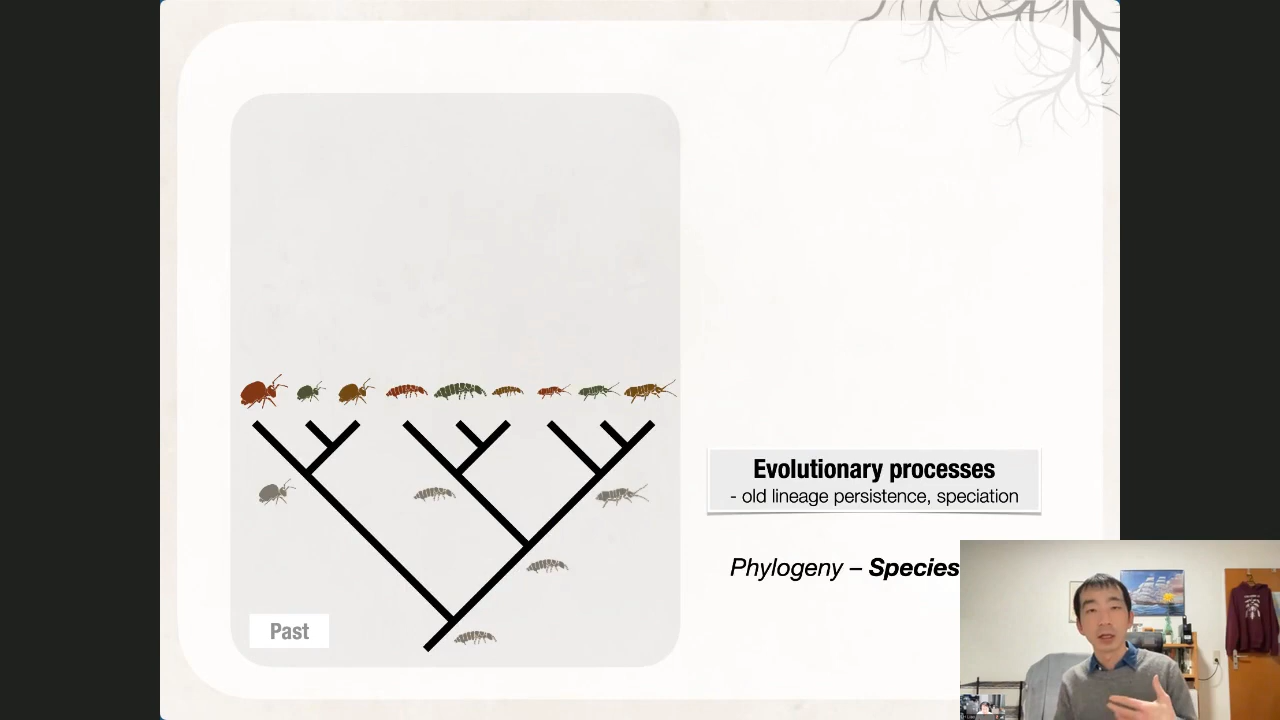 Evolutionary processes
- old lineage persistence, speciation
Phylogeny – Species
Past